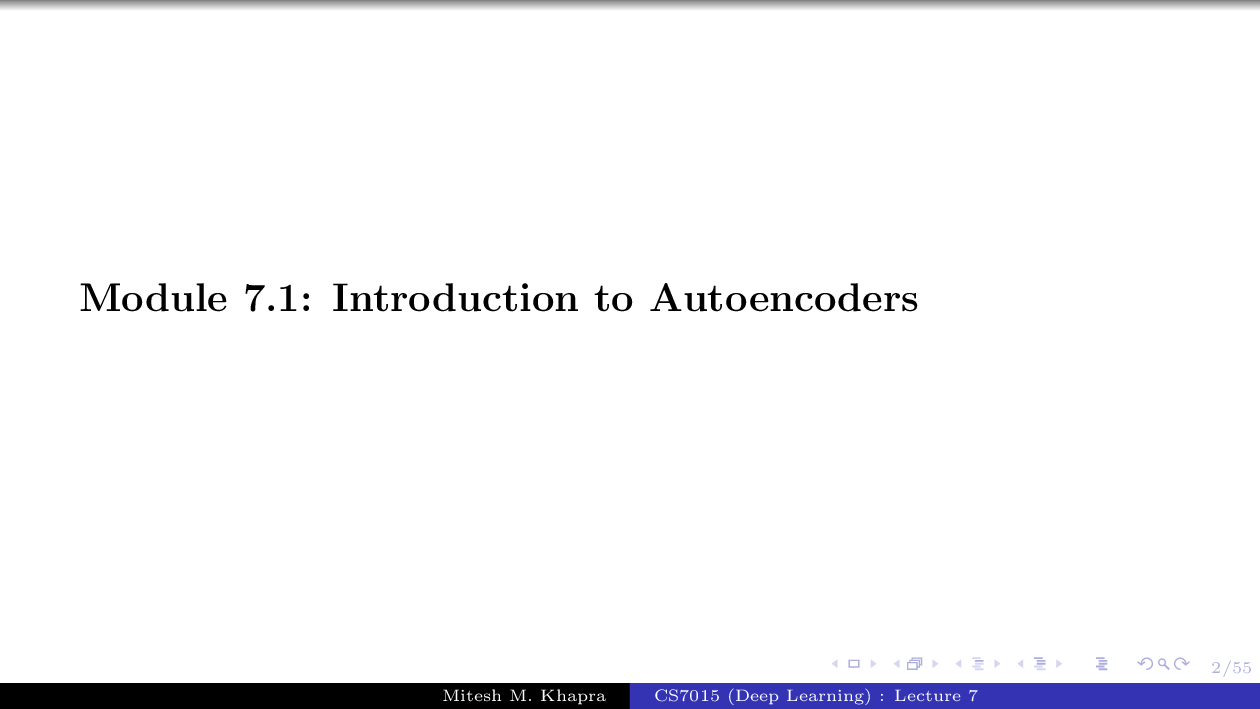 Module 7.1: Introduction to Autoencoders
2/55
Mitesh M. Khapra
CS7015 (Deep Learning) : Lecture 7